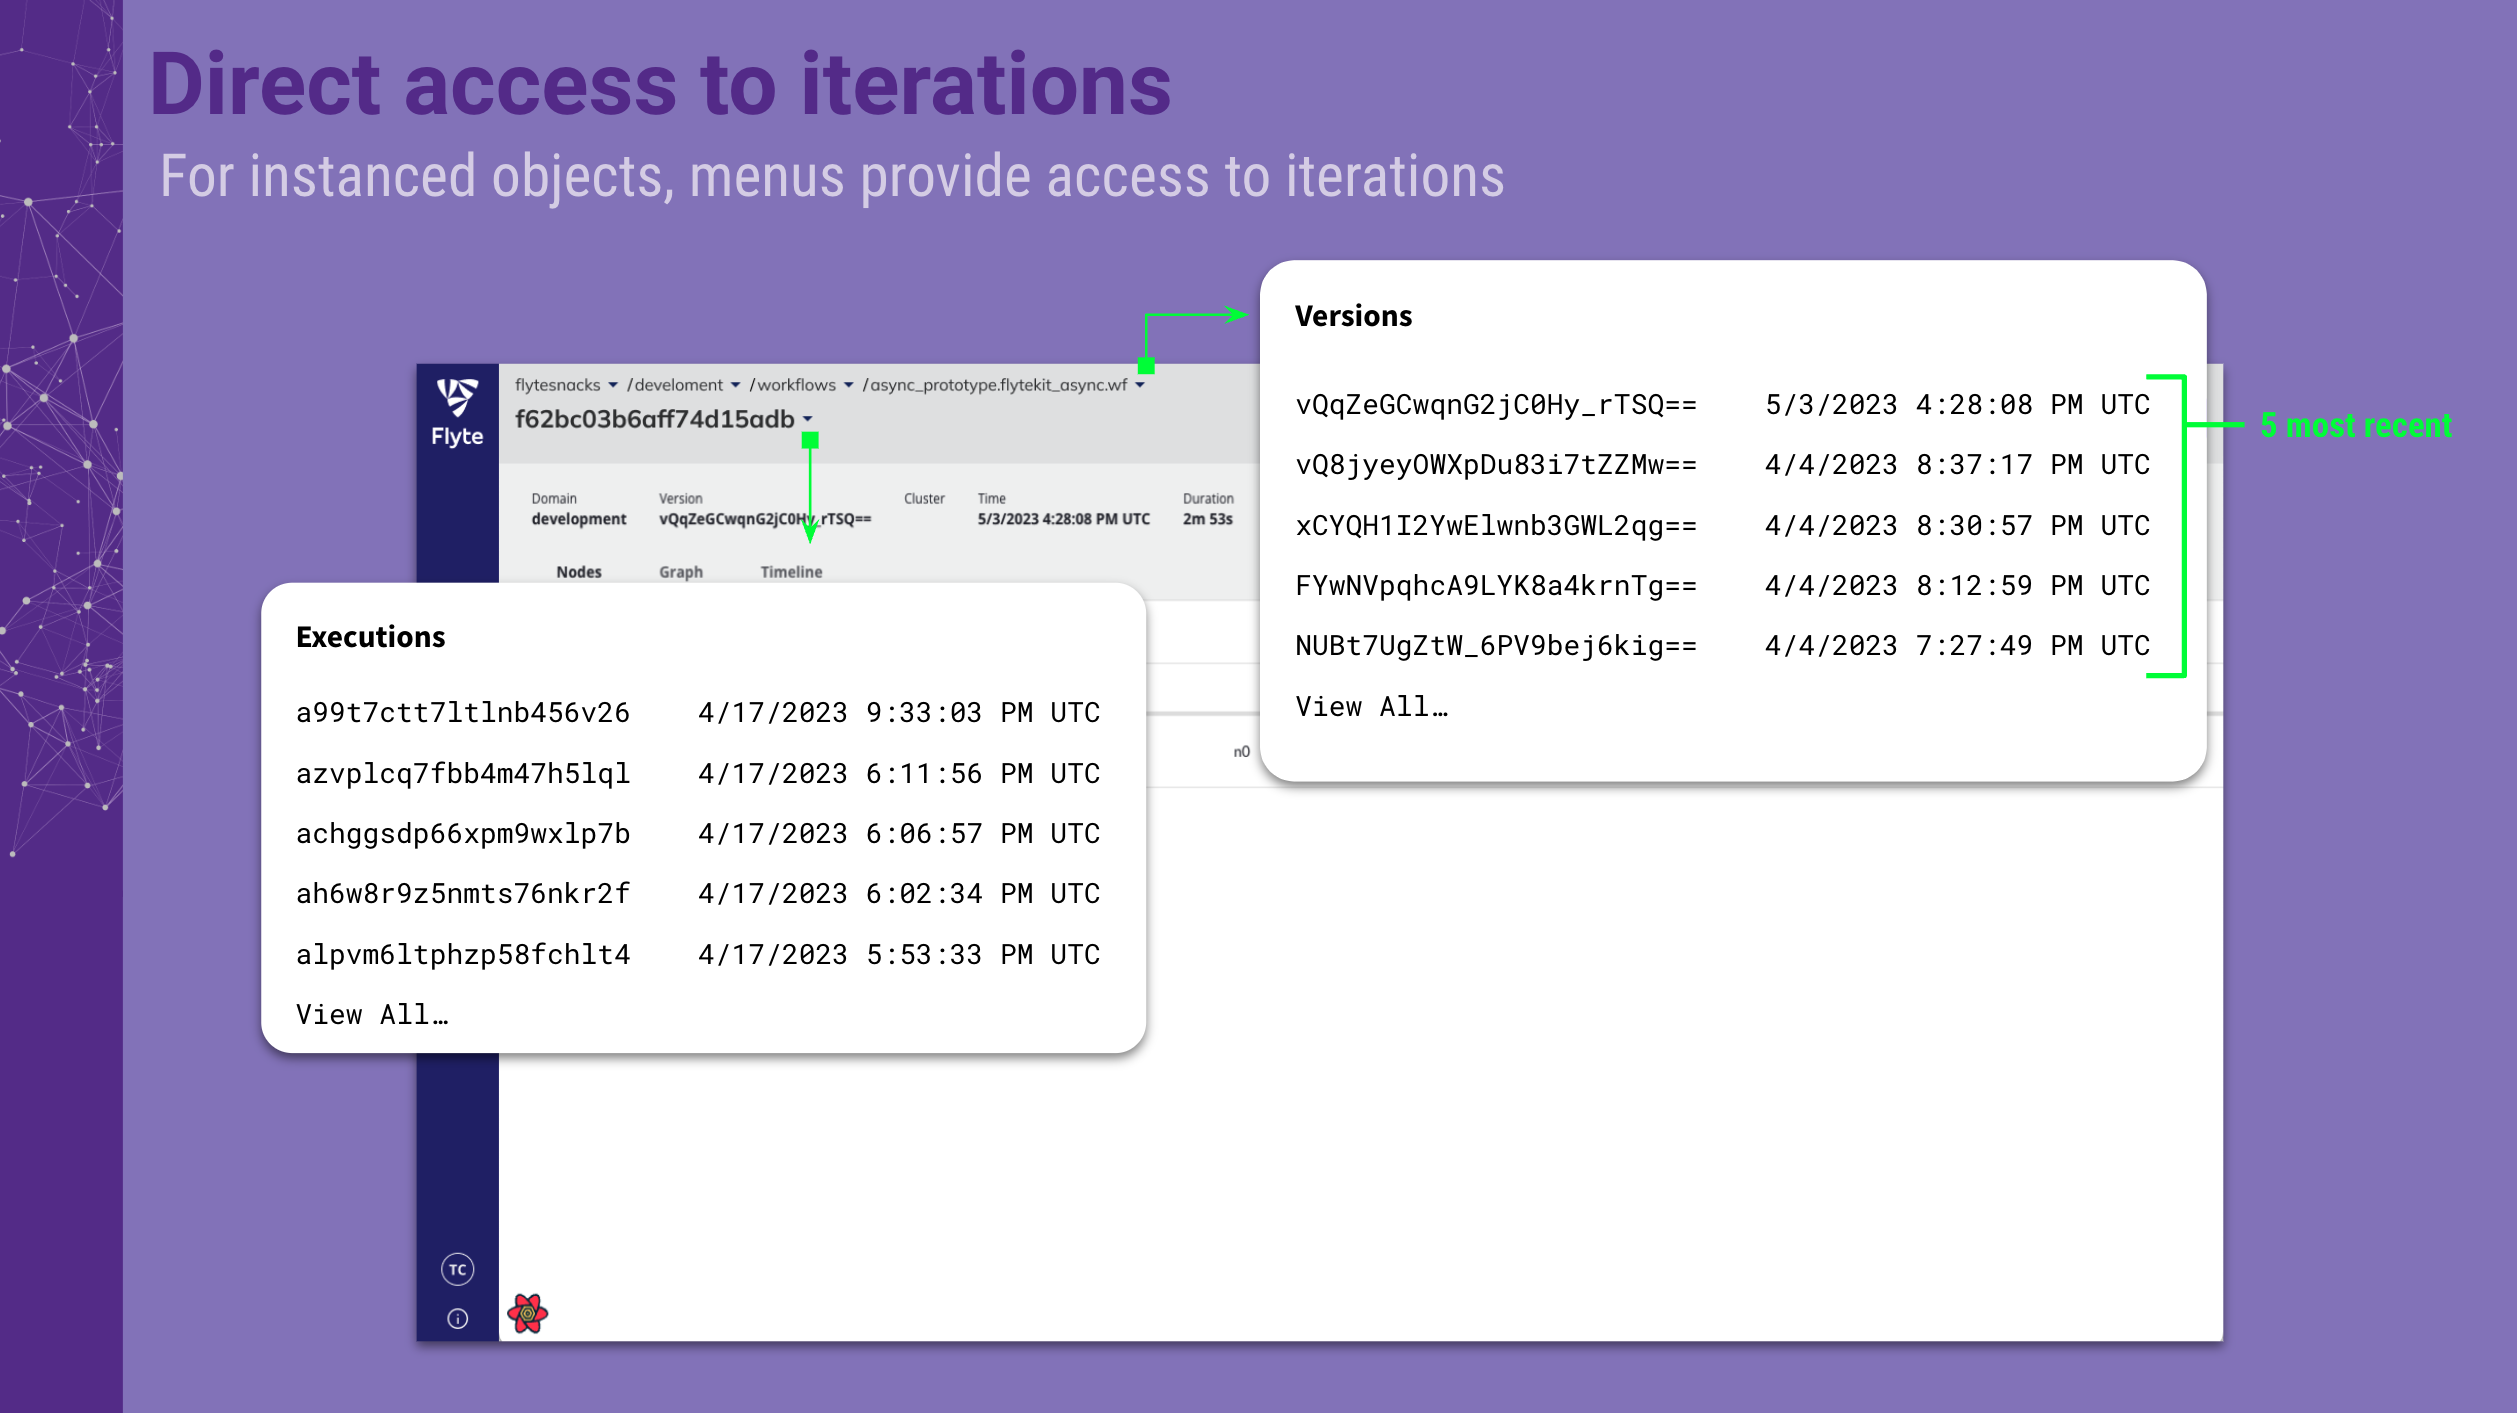 Direct access to iterations
For instanced objects, menus provide access to iterations
Versions
vQqZeGCwqnG2jC0Hy_rTSQ== 5/3/2023 4:28:08 PM UTC
vQ8jyeyOWXpDu83i7tZZMw== 4/4/2023 8:37:17 PM UTC
xCYQH1I2YwElwnb3GWL2qg== 4/4/2023 8:30:57 PM UTC
FYwNVpqhcA9LYK8a4krnTg== 4/4/2023 8:12:59 PM UTC
NUBt7UgZtW_6PV9bej6kig== 4/4/2023 7:27:49 PM UTC
View All…
5 most recent
Flyte
flytesnacks /develoment /workflows /async_prototype.flytekit_async.wf
f62bc03b6aff74d15adb
Domain Version Cluster Time Duration
development vQqZeGCwqnG2jC0Hy_rTSQ== 5/3/2023 4:28:08 PM UTC 2m 53s
Nodes Graph Timeline
n0
Executions
a99t7ctt7ltlnb456v26 4/17/2023 9:33:03 PM UTC
azvplcq7fbb4m47h5lql 4/17/2023 6:11:56 PM UTC
achggsdp66xpm9wxlp7b 4/17/2023 6:06:57 PM UTC
ah6w8r9z5nmts76nkr2f 4/17/2023 6:02:34 PM UTC
alpvm6ltphzp58fchlt4 4/17/2023 5:53:33 PM UTC
View All…
TC